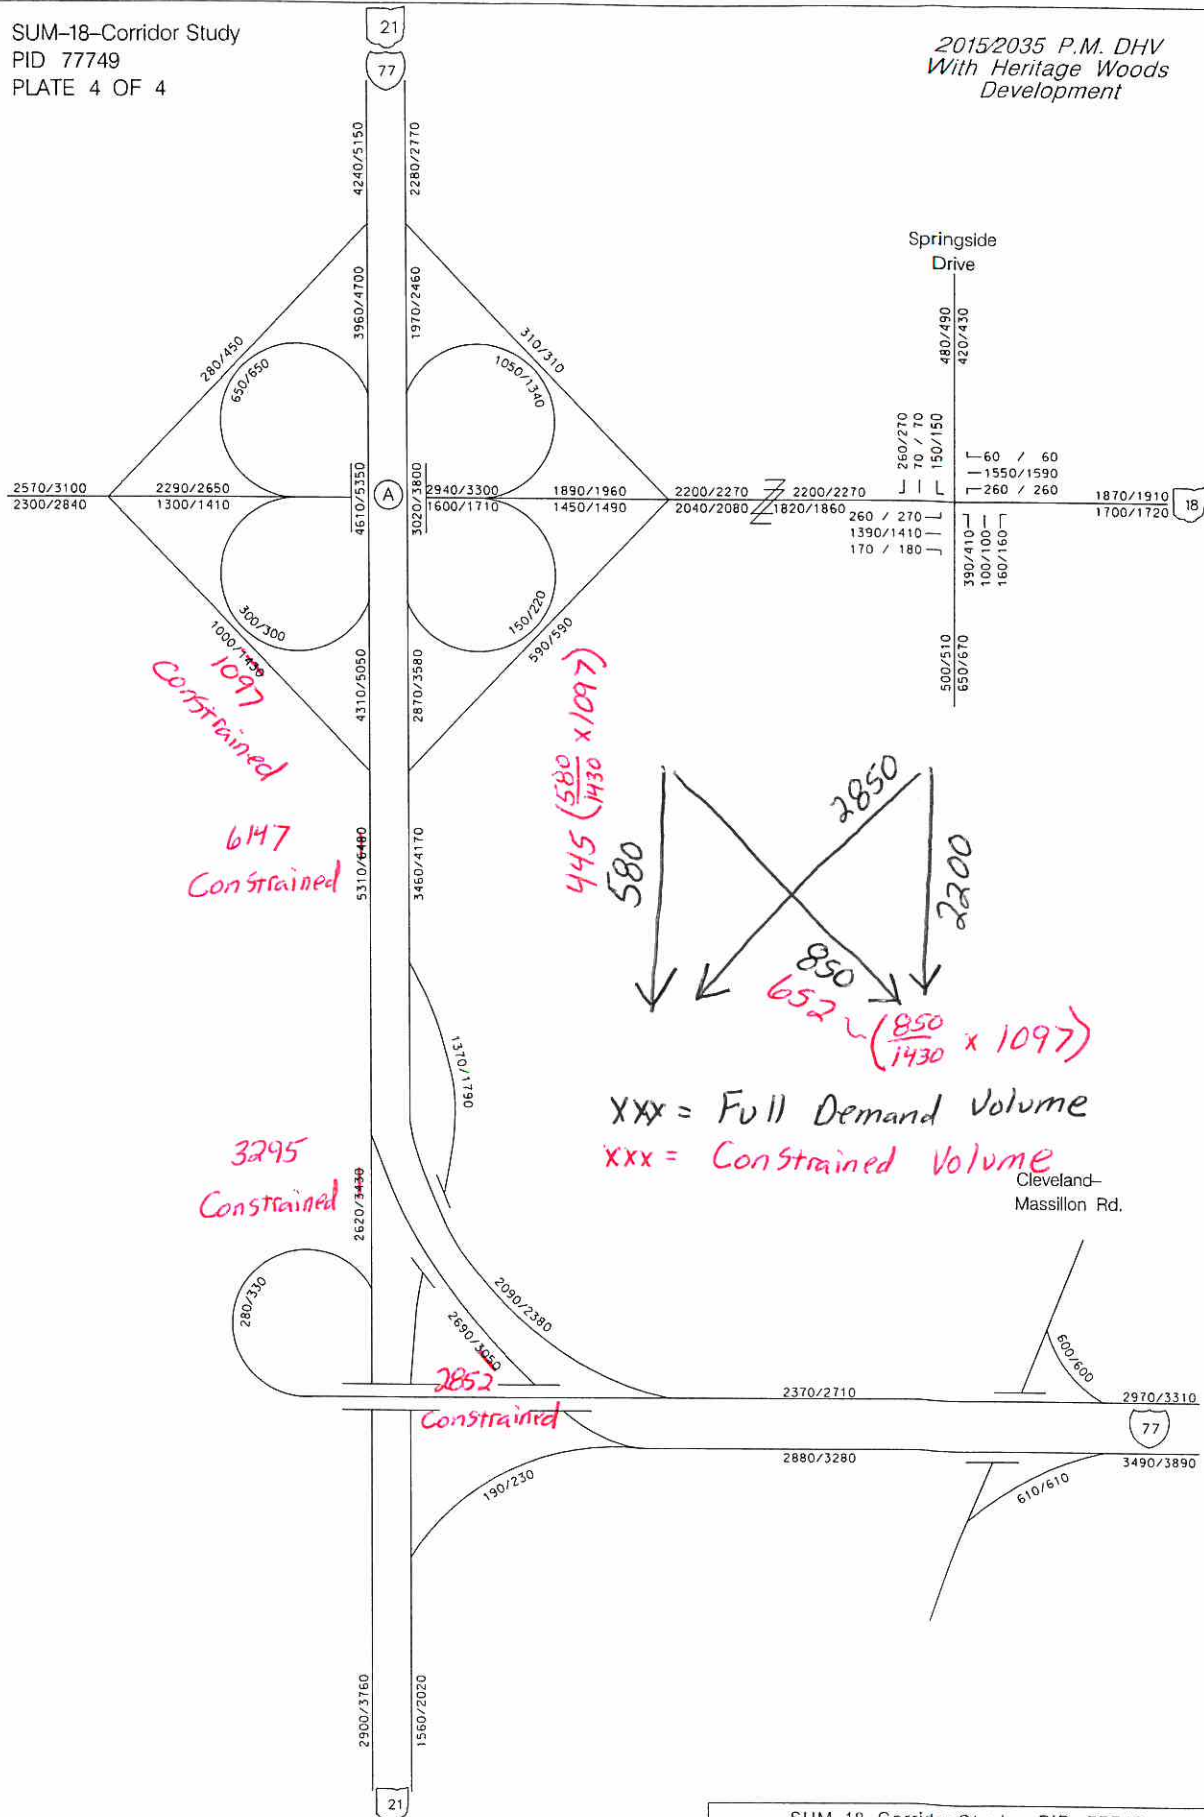 SUM-18-Corridor Study
PID 77749
PLATE 4 OF 4
21
77
2015/2035 P.M. DHV
With Heritage Woods
Development
4240/5150
2280/2770
Springside
Drive
3960/4700
1970/2460
480/490
420/430
280/450
650/650
310/310
1050/1340
260/270
70 / 70
150/150
60 / 60
1550/1590
260 / 260
2570/3100
2300/2840
2290/2650
1300/1410
4610/5350
A
3020/3800
2940/3300
1600/1710
1890/1960
1450/1490
2200/2270
2040/2080
2200/2270
1820/1860
1870/1910
1700/1720
18
260 / 270
1390/1410
170 / 180
390/410
100/100
160/160
300/300
1000/1430
150/220
590/590
1097
Constrained
4310/5050
2870/3580
500/510
650/670
445 (580/1430 x 1097)
580
2850
2200
850
652 (850/1430 x 1097)
6147
Constrained
5310/6480
3460/4170
1370/1790
XXX = Full Demand Volume
XXX = Constrained Volume
3295
Constrained
2620/3430
Cleveland-
Massillon Rd.
280/330
2090/2380
2690/3050
2852
Constrained
600/600
2370/2710
2970/3310
77
2880/3280
3490/3890
190/230
610/610
2900/3760
1560/2020
21